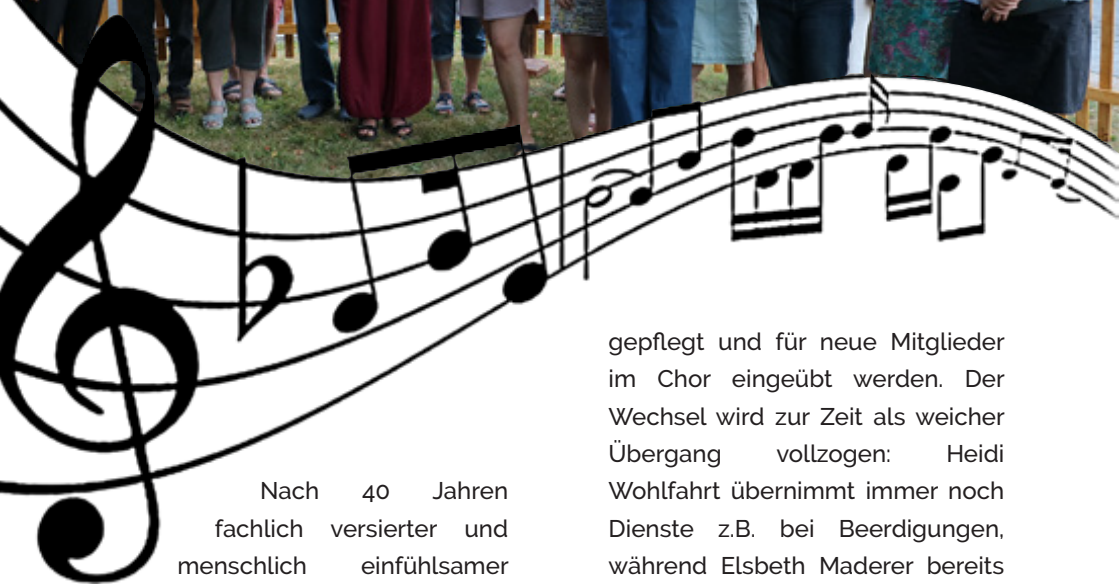 Nach 40 Jahren
fachlich versierter und
menschlich einfühlsamer
gepflegt und für neue Mitglieder
im Chor eingeübt werden. Der
Wechsel wird zur Zeit als weicher
Übergang vollzogen: Heidi
Wohlfahrt übernimmt immer noch
Dienste z.B. bei Beerdigungen,
während Elsbeth Maderer bereits